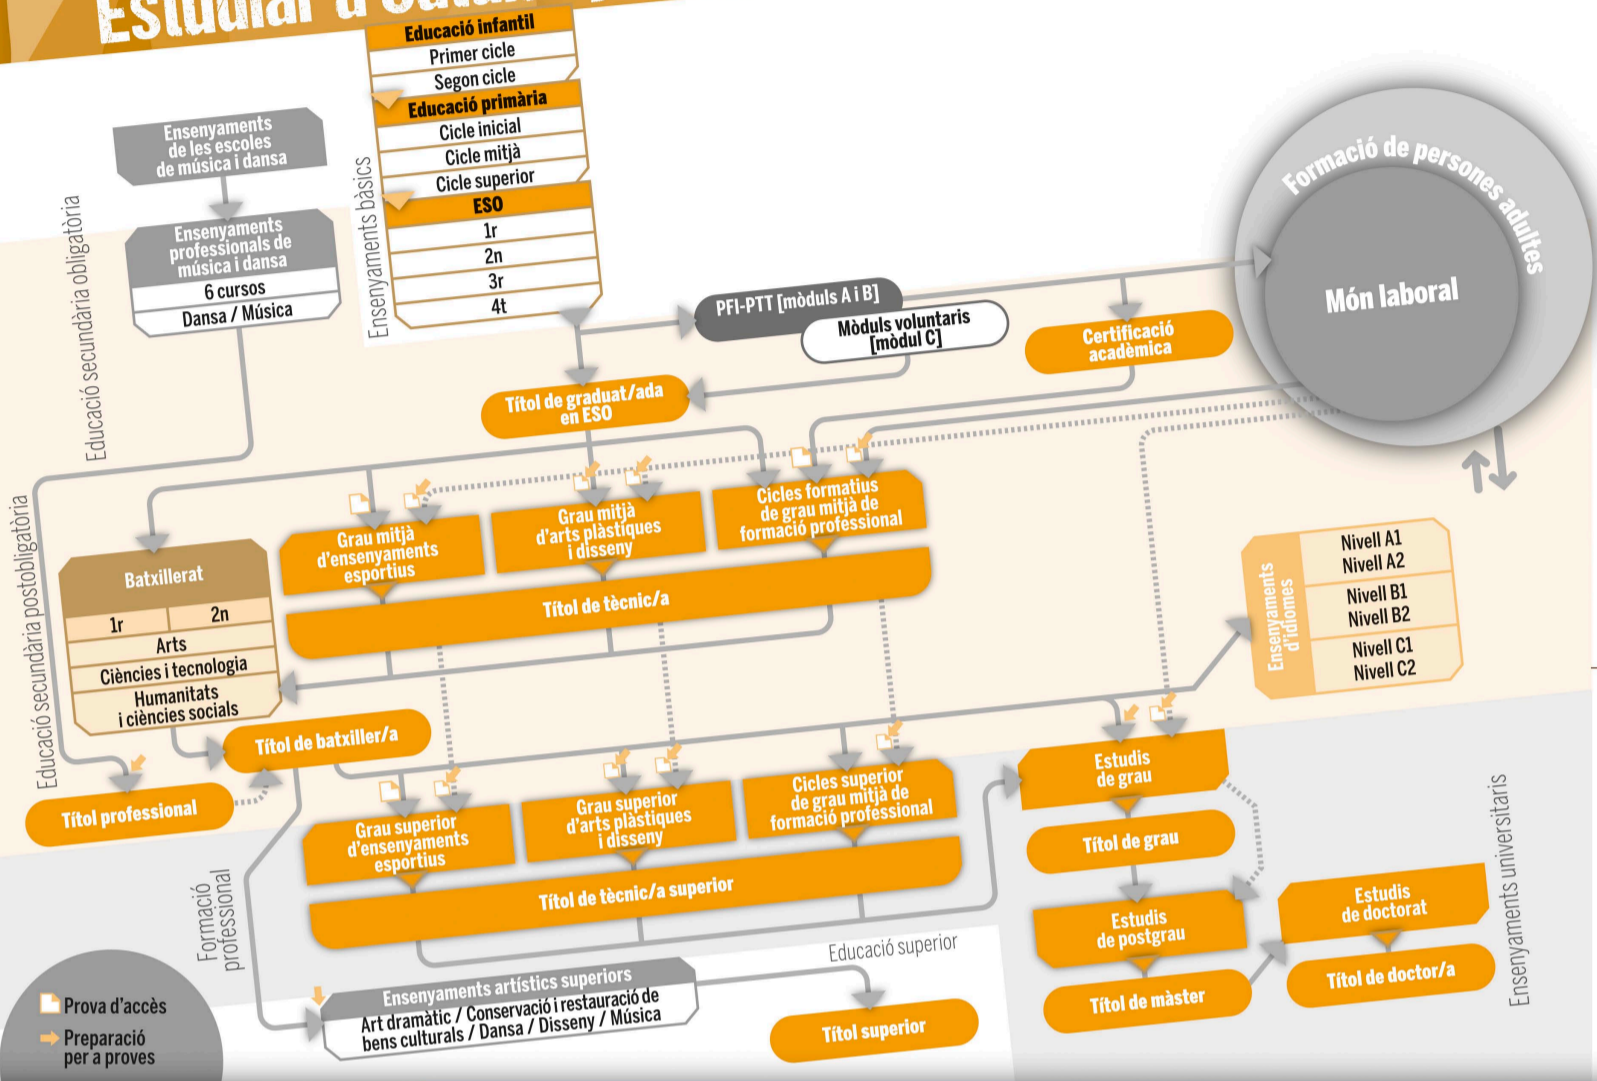 Estudiar a
Educació infantil
Primer cicle
Segon cicle
Educació primària
Cicle inicial
Cicle mitjà
Cicle superior
ESO
1r
2n
3r
4t
Ensenyaments bàsics
Ensenyaments
de les escoles
de música i dansa
Ensenyaments
professionals de
música i dansa
6 cursos
Dansa / Música
Educació secundària obligatòria
PFI-PTT [mòduls A i B]
Mòduls voluntaris
[mòdul C]
Certificació
acadèmica
Formació de persones adultes
Món laboral
Títol de graduat/ada
en ESO
Educació secundària postobligatòria
Batxillerat
1r
2n
Arts
Ciències i tecnologia
Humanitats
i ciències socials
Grau mitjà
d'ensenyaments
esportius
Grau mitjà
d'arts plàstiques
i disseny
Cicles formatius
de grau mitjà de
formació professional
Títol de tècnic/a
Ensenyaments
d'idiomes
Nivell A1
Nivell A2
Nivell B1
Nivell B2
Nivell C1
Nivell C2
Títol de batxiller/a
Títol professional
Grau superior
d'ensenyaments
esportius
Grau superior
d'arts plàstiques
i disseny
Cicles superior
de grau mitjà de
formació professional
Títol de tècnic/a superior
Estudis
de grau
Títol de grau
Estudis
de postgrau
Títol de màster
Estudis
de doctorat
Títol de doctor/a
Ensenyaments universitaris
Formació
professional
Educació superior
Ensenyaments artístics superiors
Art dramàtic / Conservació i restauració de
bens culturals / Dansa / Disseny / Música
Títol superior
Prova d'accès
Preparació
per a proves